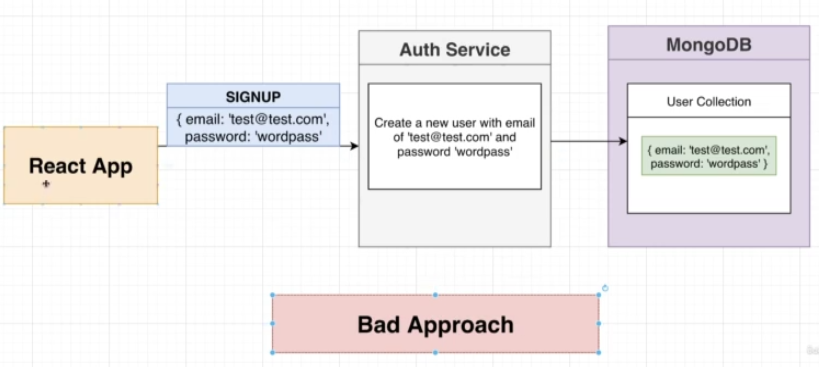 Auth Service
MongoDB
SIGNUP
{ email: 'test@test.com',
password: 'wordpass'
React App
Create a new user with email
of 'test@test.com' and
password 'wordpass'
User Collection
{ email: 'test@test.com',
password: 'wordpass' }
Bad Approach